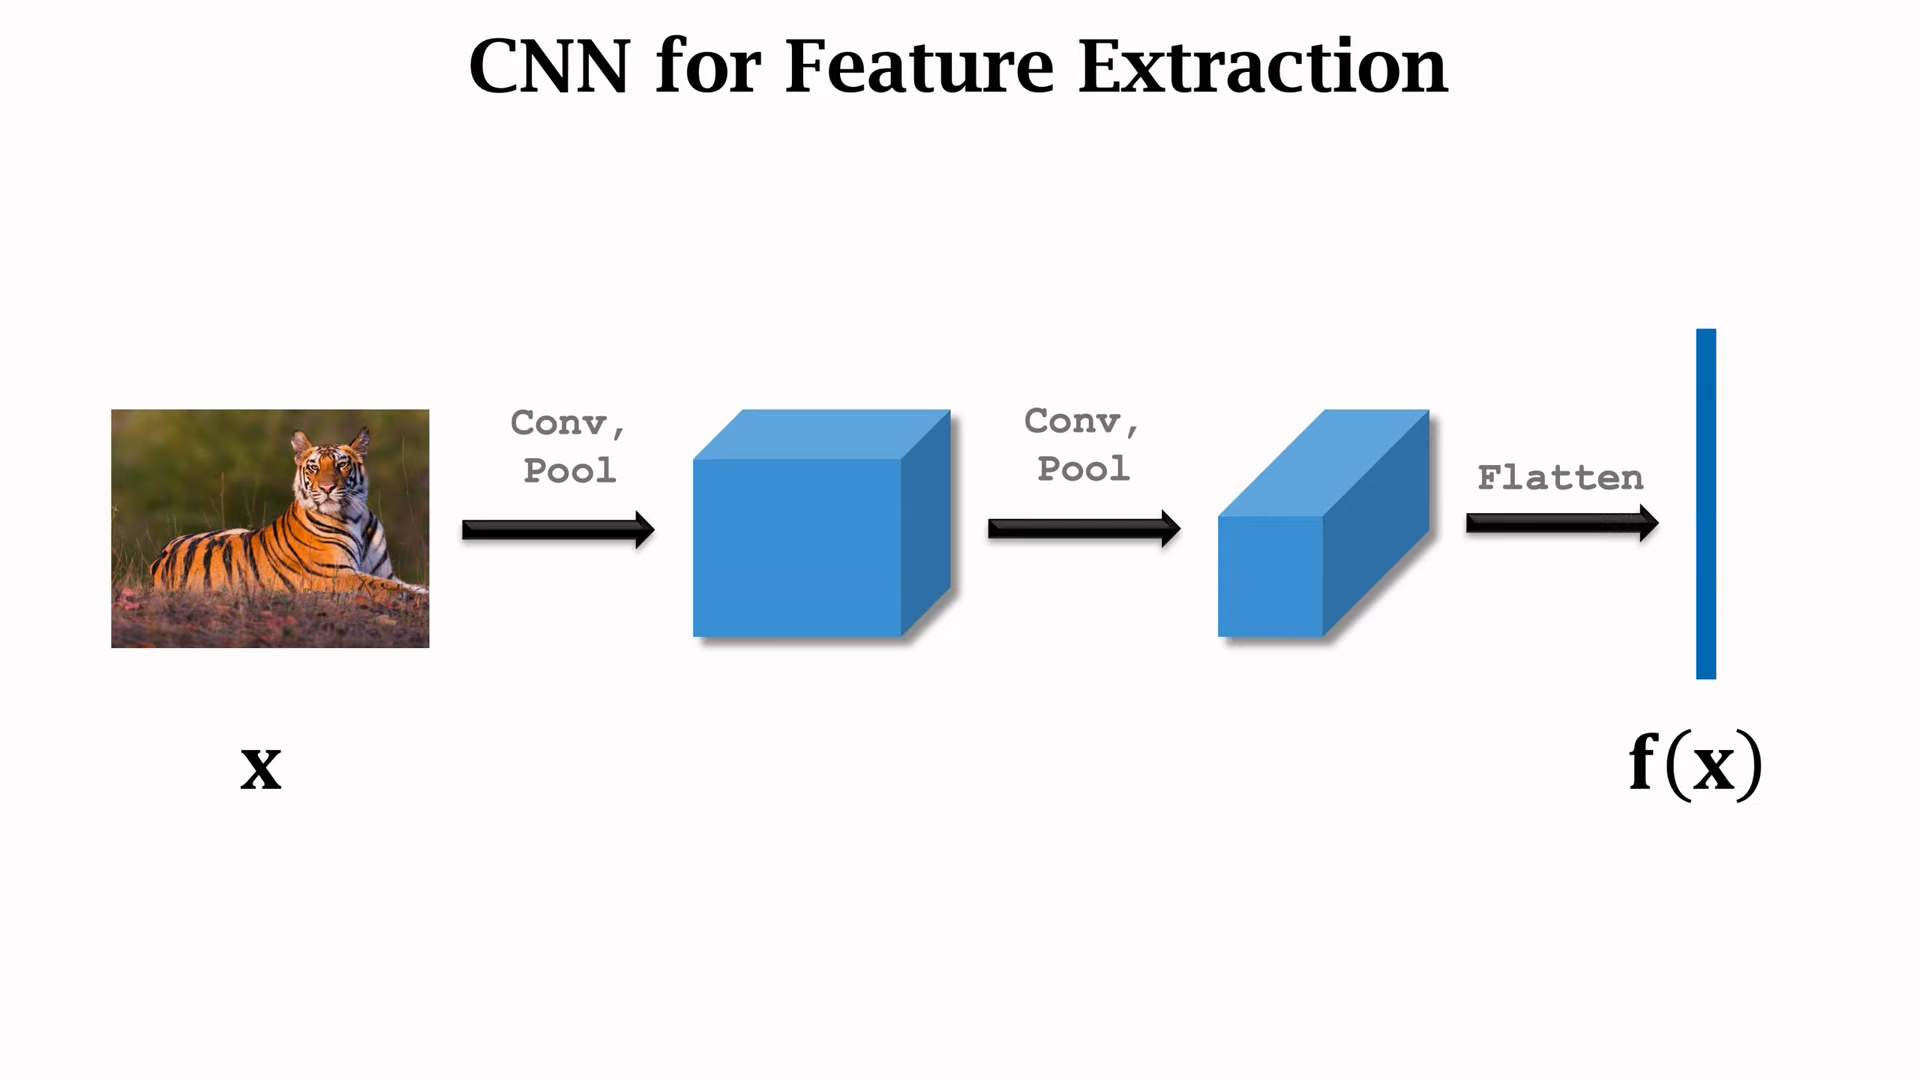 CNN for Feature Extraction
Conv,
Pool
Conv,
Pool
Flatten
x
f(x)